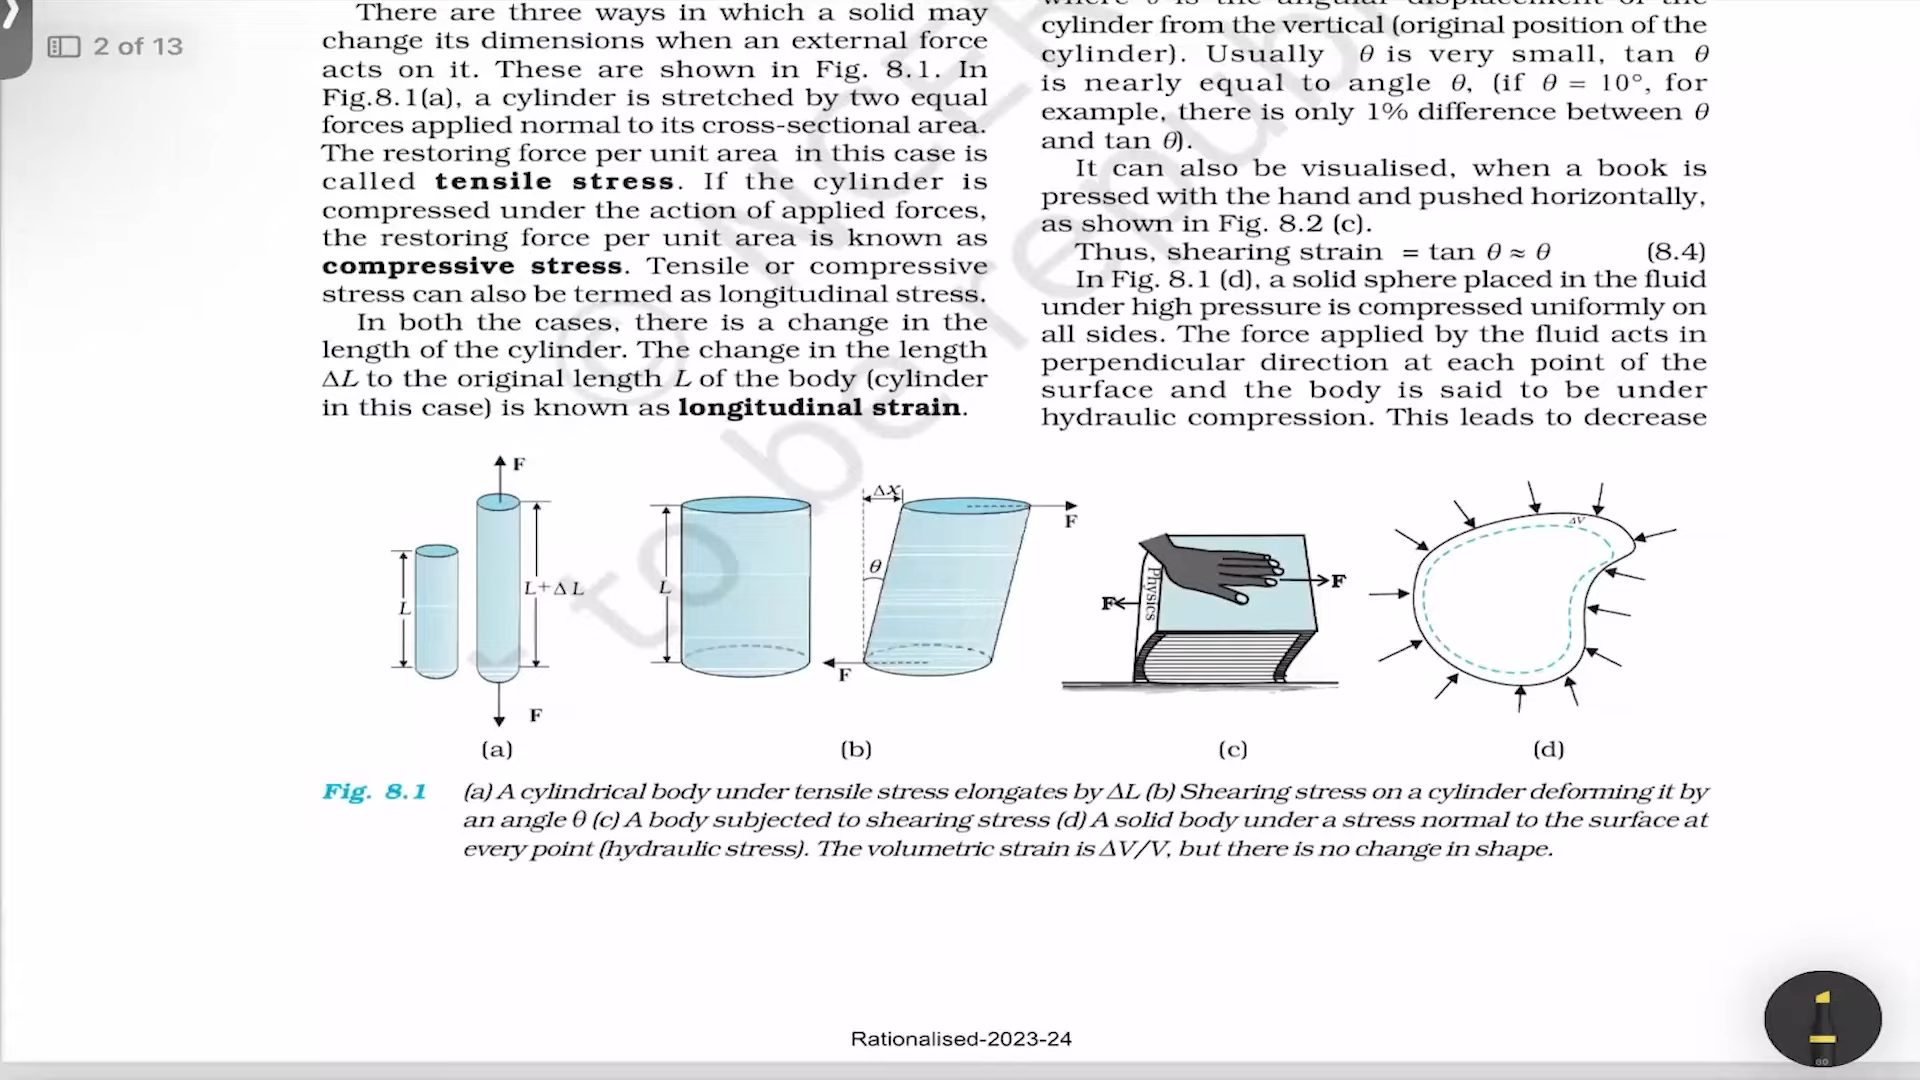 2 of 13
There are three ways in which a solid may
change its dimensions when an external force
acts on it. These are shown in Fig. 8.1. In
Fig.8.1(a), a cylinder is stretched by two equal
forces applied normal to its cross-sectional area.
The restoring force per unit area in this case is
called tensile stress. If the cylinder is
compressed under the action of applied forces,
the restoring force per unit area is known as
compressive stress. Tensile or compressive
stress can also be termed as longitudinal stress.
In both the cases, there is a change in the
length of the cylinder. The change in the length
ΔL to the original length L of the body (cylinder
in this case) is known as longitudinal strain.
where θ is the angular displacement of the
cylinder from the vertical (original position of the
cylinder). Usually θ is very small, tan θ
is nearly equal to angle θ, (if θ = 10°, for
example, there is only 1% difference between θ
and tan θ).
It can also be visualised, when a book is
pressed with the hand and pushed horizontally,
as shown in Fig. 8.2 (c).
Thus, shearing strain = tan θ ≈ θ (8.4)
In Fig. 8.1 (d), a solid sphere placed in the fluid
under high pressure is compressed uniformly on
all sides. The force applied by the fluid acts in
perpendicular direction at each point of the
surface and the body is said to be under
hydraulic compression. This leads to decrease
F
L
L+ΔL
F
(a)
L
ΔX
θ
F
F
(b)
Physics
F
F
(c)
ΔV
(d)
Fig. 8.1 (a) A cylindrical body under tensile stress elongates by ΔL (b) Shearing stress on a cylinder deforming it by
an angle θ (c) A body subjected to shearing stress (d) A solid body under a stress normal to the surface at
every point (hydraulic stress). The volumetric strain is ΔV/V, but there is no change in shape.
Rationalised-2023-24
© NCE
to be republ